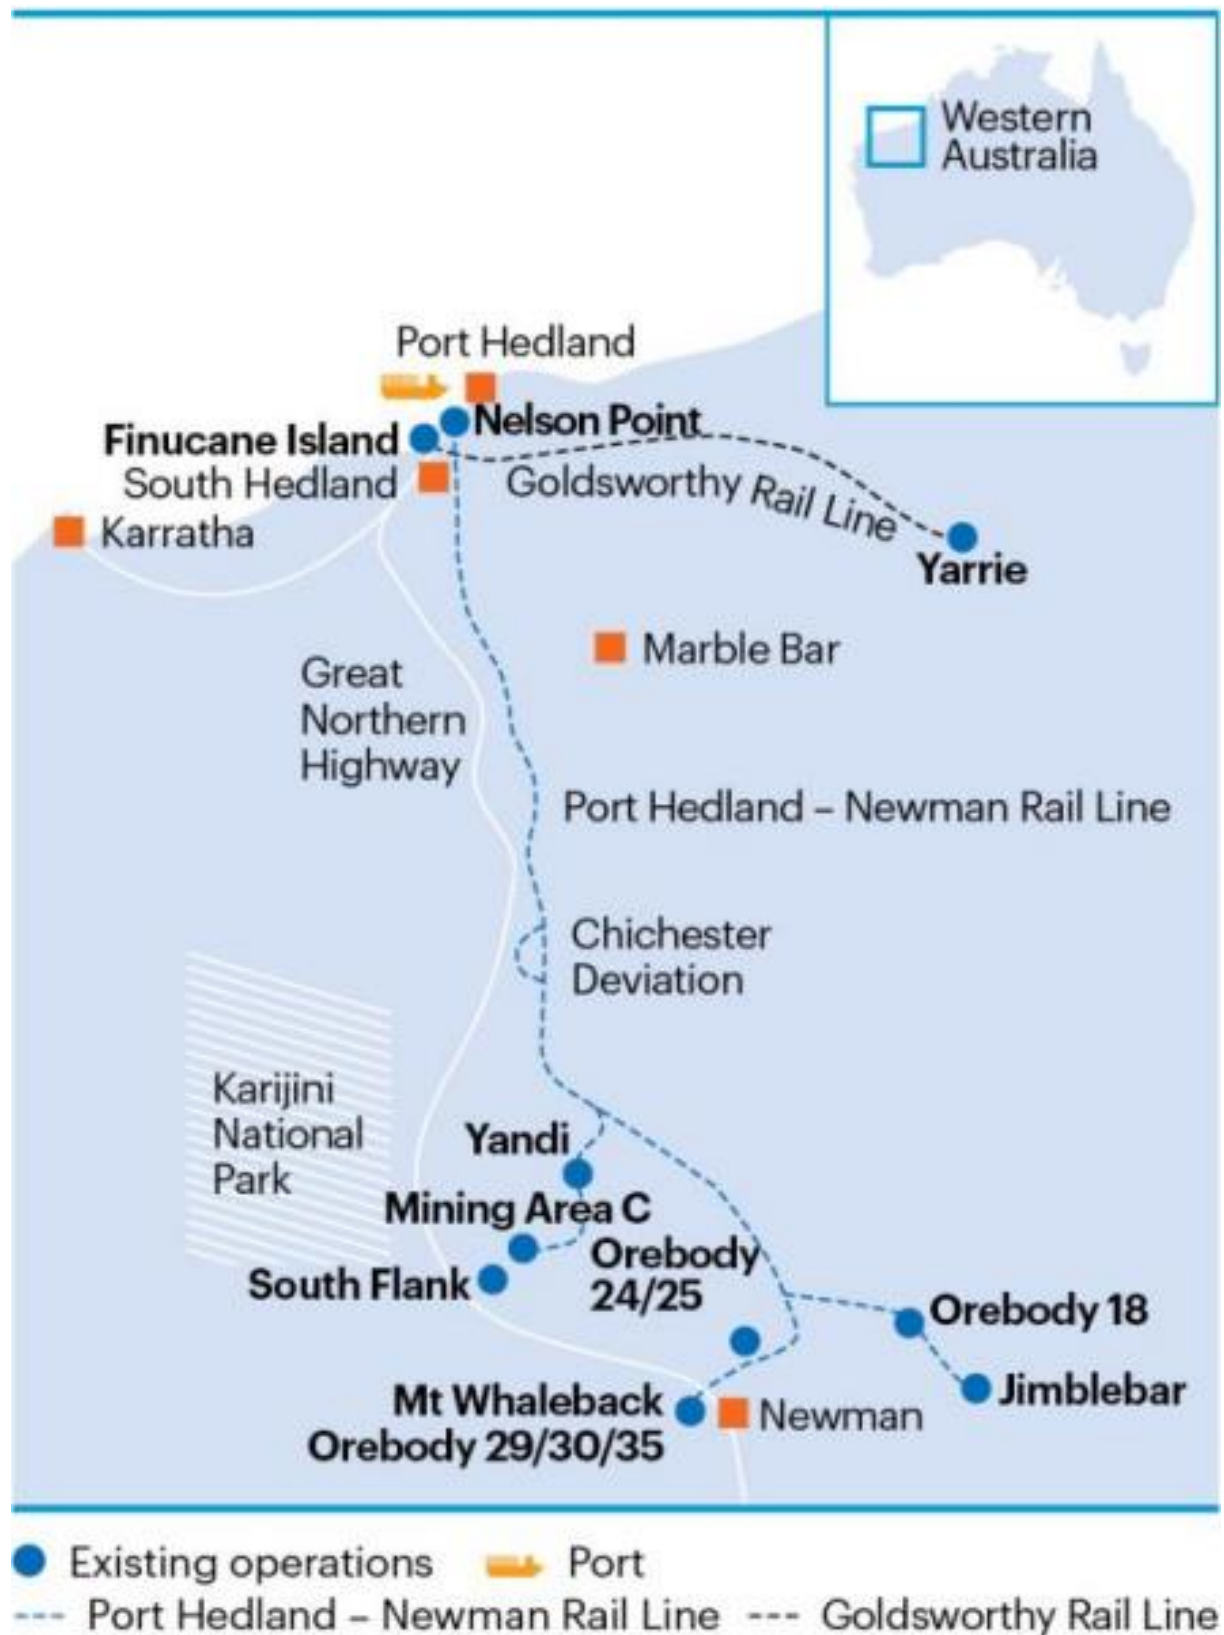 Western
Australia
Port Hedland
Nelson Point
Finucane Island
South Hedland
Goldsworthy Rail Line
Karratha
Yarrie
Marble Bar
Great
Northern
Highway
Port Hedland – Newman Rail Line
Chichester
Deviation
Karijini
National
Park
Yandi
Mining Area C
Orebody
24/25
South Flank
Orebody 18
Jimblebar
Mt Whaleback
Orebody 29/30/35
Newman
Existing operations
Port
Port Hedland – Newman Rail Line
Goldsworthy Rail Line